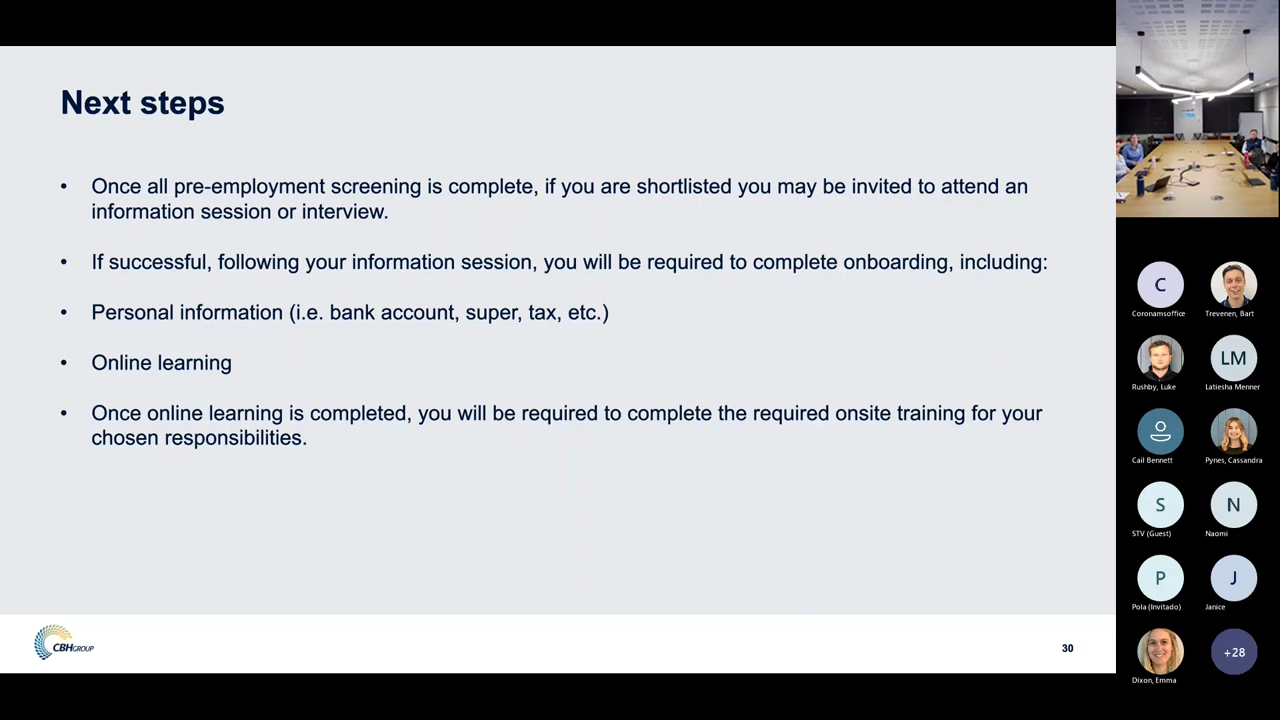 Next steps
• Once all pre-employment screening is complete, if you are shortlisted you may be invited to attend an
information session or interview.
• If successful, following your information session, you will be required to complete onboarding, including:
• Personal information (i.e. bank account, super, tax, etc.)
• Online learning
• Once online learning is completed, you will be required to complete the required onsite training for your
chosen responsibilities.
CBHGROUP
30
C
Coronamsoffice
Trevenen, Bart
Rushby, Luke
LM
Latiesha Menner
Cail Bennett
Pynes, Cassandra
S
STV (Guest)
N
Naomi
P
Pola (Invitado)
J
Janice
Dixon, Emma
+28